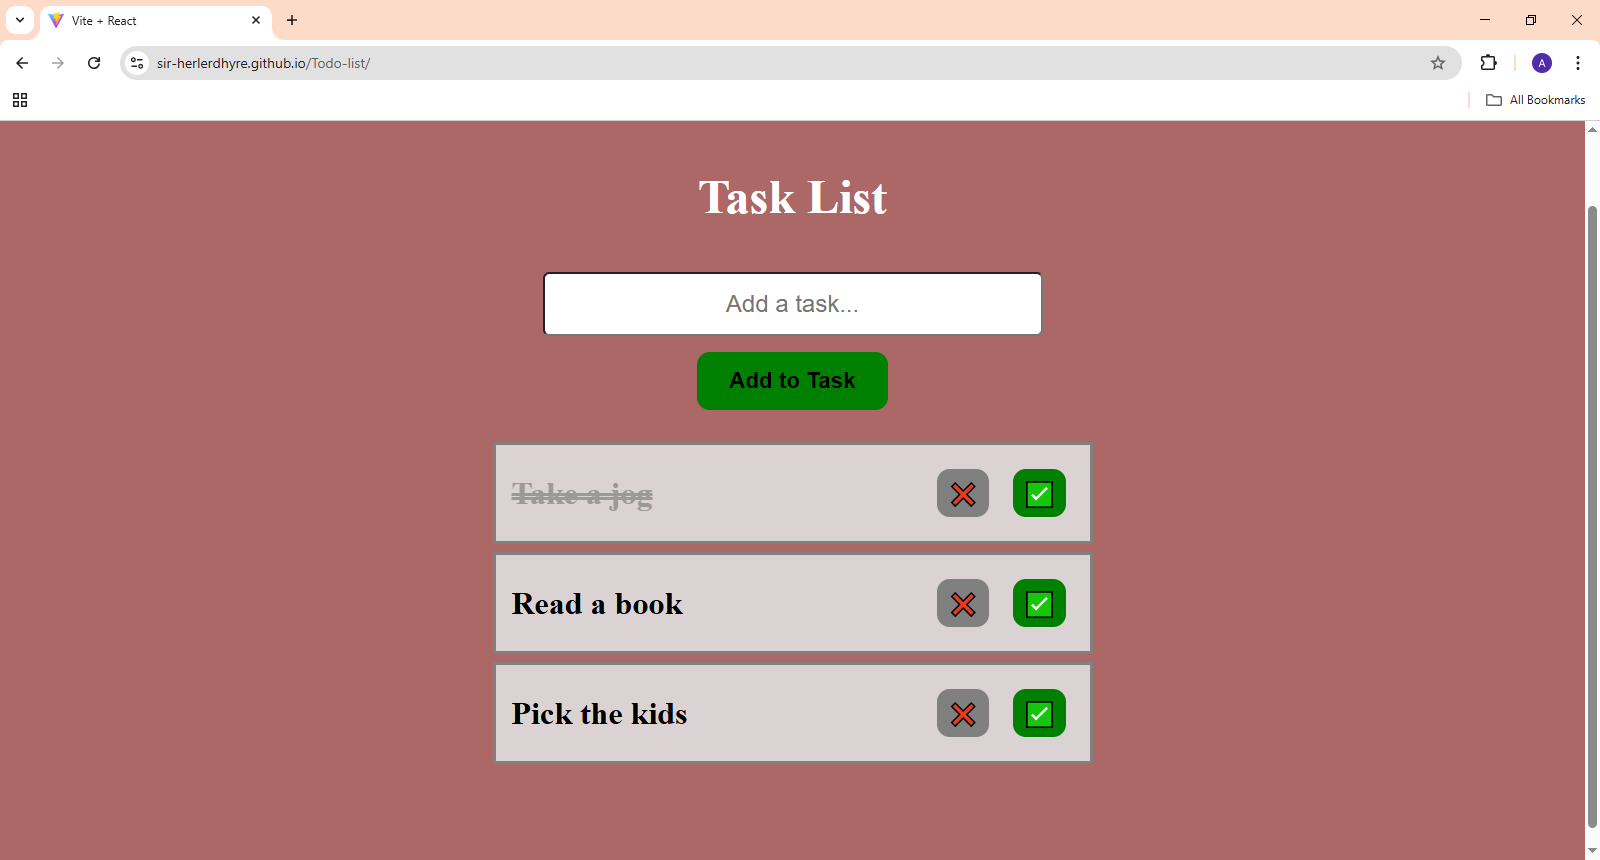 Vite + React
sir-herlerdhyre.github.io/Todo-list/
A
All Bookmarks
Task List
Add a task...
Add to Task
Take a jog
Read a book
Pick the kids